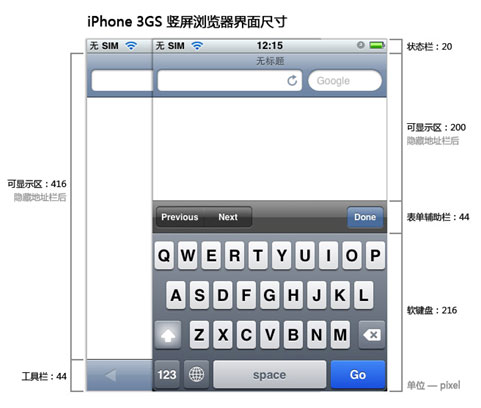 iPhone 3GS 竖屏浏览器界面尺寸
无 SIM
无 SIM
12:15
状态栏：20
无标题
Google
可显示区：200
隐藏地址栏后
可显示区：416
隐藏地址栏后
Previous
Next
Done
表单辅助栏：44
Q W E R T Y U I O P
A S D F G H J K L
软键盘：216
Z X C V B N M
工具栏：44
123
space
Go
单位 — pixel